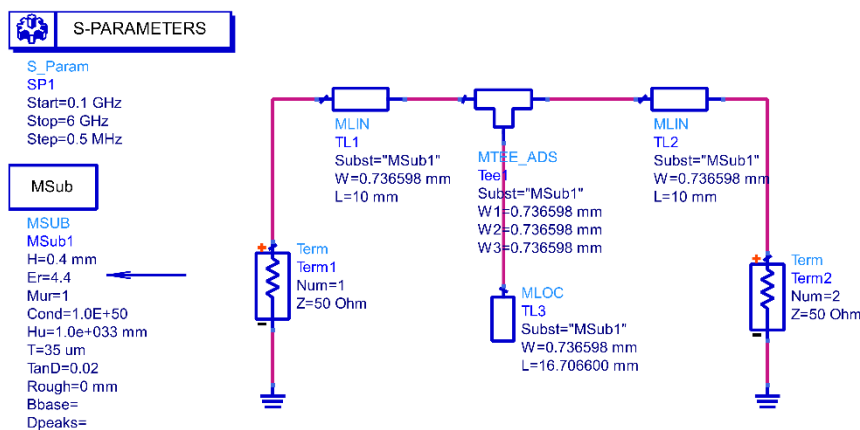 S-PARAMETERS
S_Param
SP1
Start=0.1 GHz
Stop=6 GHz
Step=0.5 MHz
MSub
MSUB
MSub1
H=0.4 mm
Er=4.4
Mur=1
Cond=1.0E+50
Hu=1.0e+033 mm
T=35 um
TanD=0.02
Rough=0 mm
Bbase=
Dpeaks=
+
Term
Term1
Num=1
Z=50 Ohm
-
MLIN
TL1
Subst="MSub1"
W=0.736598 mm
L=10 mm
MTEE_ADS
Tee1
Subst="MSub1"
W1=0.736598 mm
W2=0.736598 mm
W3=0.736598 mm
MLOC
TL3
Subst="MSub1"
W=0.736598 mm
L=16.706600 mm
MLIN
TL2
Subst="MSub1"
W=0.736598 mm
L=10 mm
+
Term
Term2
Num=2
Z=50 Ohm
-